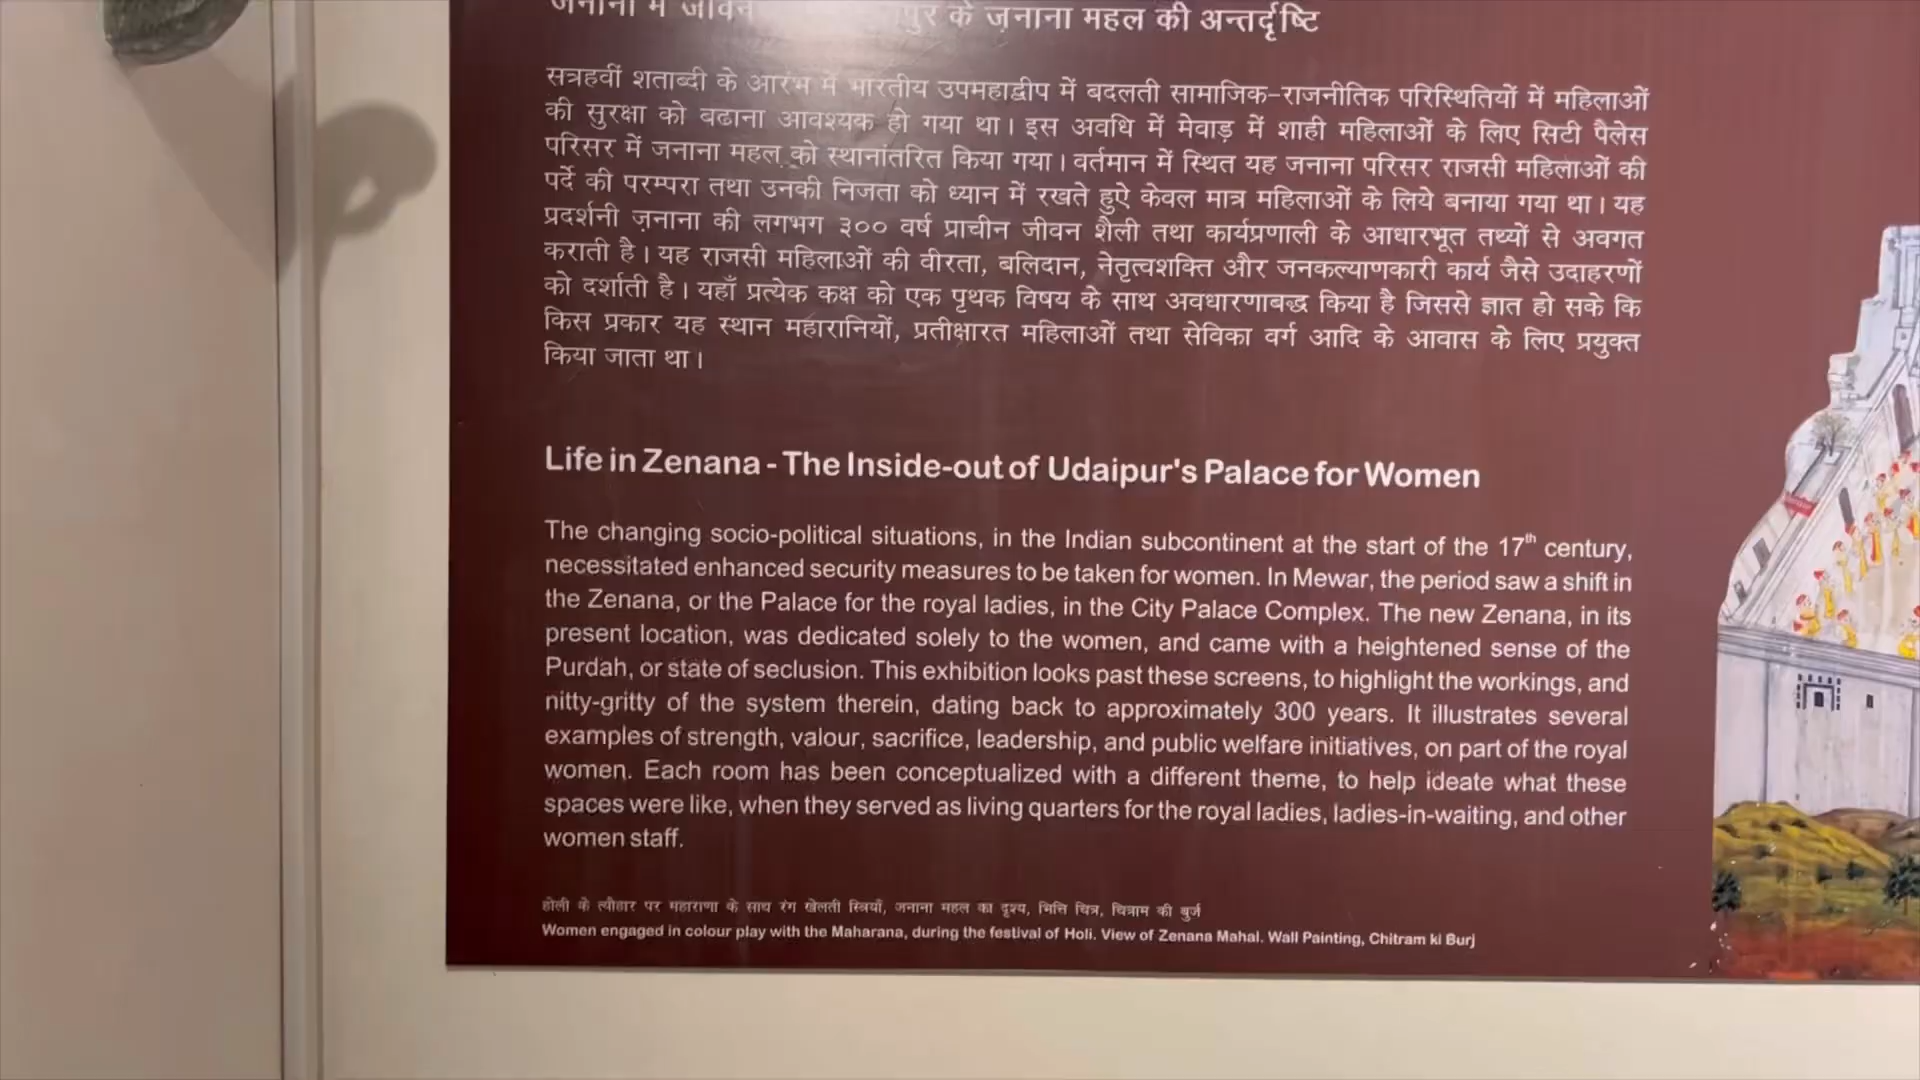 जनाना में जीवन के ज़नाना महल की अन्तर्दृष्टि
सत्रहवीं शताब्दी के आरंभ में भारतीय उपमहाद्वीप में बदलती सामाजिक-राजनीतिक परिस्थितियों में महिलाओं
की सुरक्षा को बढाना आवश्यक हो गया था। इस अवधि में मेवाड़ में शाही महिलाओं के लिए सिटी पैलेस
परिसर में जनाना महल को स्थानांतरित किया गया। वर्तमान में स्थित यह जनाना परिसर राजसी महिलाओं की
पर्दे की परम्परा तथा उनकी निजता को ध्यान में रखते हुऐ केवल मात्र महिलाओं के लिये बनाया गया था। यह
प्रदर्शनी ज़नाना की लगभग ३०० वर्ष प्राचीन जीवन शैली तथा कार्यप्रणाली के आधारभूत तथ्यों से अवगत
कराती है। यह राजसी महिलाओं की वीरता, बलिदान, नेतृत्वशक्ति और जनकल्याणकारी कार्य जैसे उदाहरणों
को दर्शाती है। यहाँ प्रत्येक कक्ष को एक पृथक विषय के साथ अवधारणाबद्ध किया है जिससे ज्ञात हो सके कि
किस प्रकार यह स्थान महारानियों, प्रतीक्षारत महिलाओं तथा सेविका वर्ग आदि के आवास के लिए प्रयुक्त
किया जाता था।
Life in Zenana - The Inside-out of Udaipur's Palace for Women
The changing socio-political situations, in the Indian subcontinent at the start of the 17th century,
necessitated enhanced security measures to be taken for women. In Mewar, the period saw a shift in
the Zenana, or the Palace for the royal ladies, in the City Palace Complex. The new Zenana, in its
present location, was dedicated solely to the women, and came with a heightened sense of the
Purdah, or state of seclusion. This exhibition looks past these screens, to highlight the workings, and
nitty-gritty of the system therein, dating back to approximately 300 years. It illustrates several
examples of strength, valour, sacrifice, leadership, and public welfare initiatives, on part of the royal
women. Each room has been conceptualized with a different theme, to help ideate what these
spaces were like, when they served as living quarters for the royal ladies, ladies-in-waiting, and other
women staff.
होली के त्यौहार पर महाराणा के साथ रंग खेलती स्त्रियाँ, जनाना महल का दृश्य, भित्ति चित्र, चित्राम की बुर्ज
Women engaged in colour play with the Maharana, during the festival of Holi. View of Zenana Mahal. Wall Painting, Chitram ki Burj